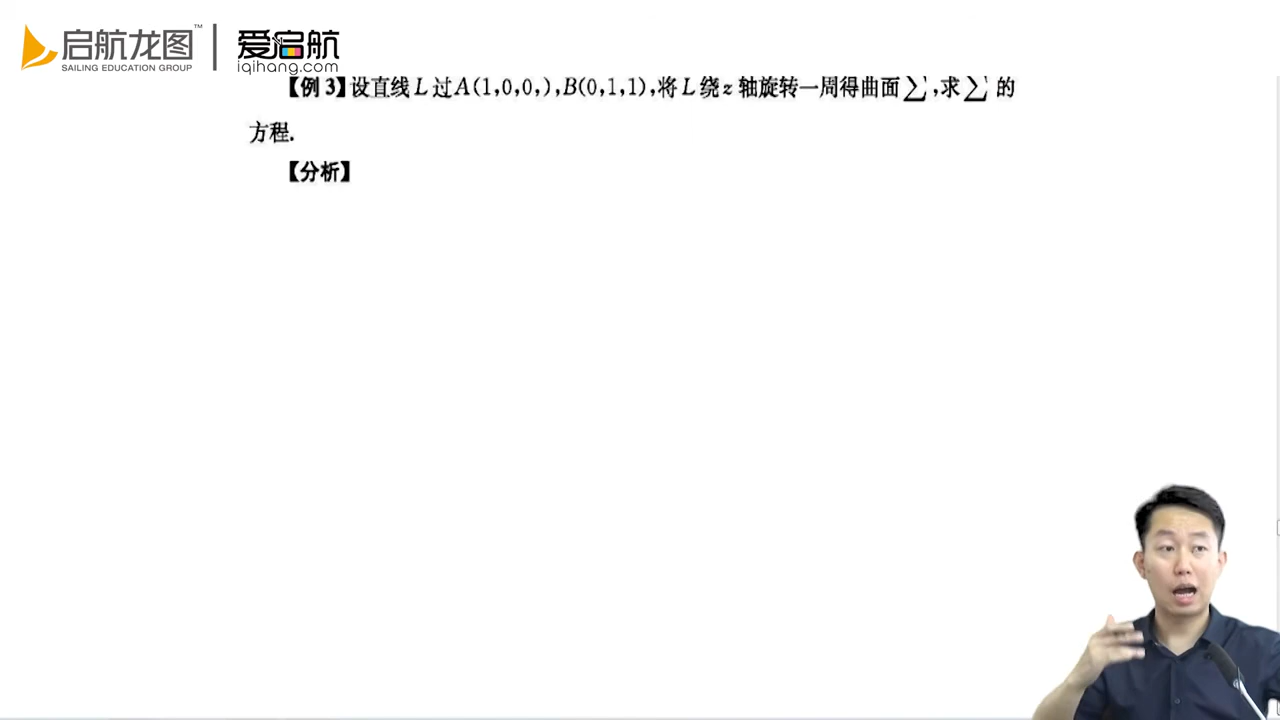 启航龙图™ 爱启航
SAILING EDUCATION GROUP iqihang.com
【例 3】设直线 L 过 A(1,0,0,),B(0,1,1),将 L 绕 z 轴旋转一周得曲面∑,求∑的
方程.
【分析】